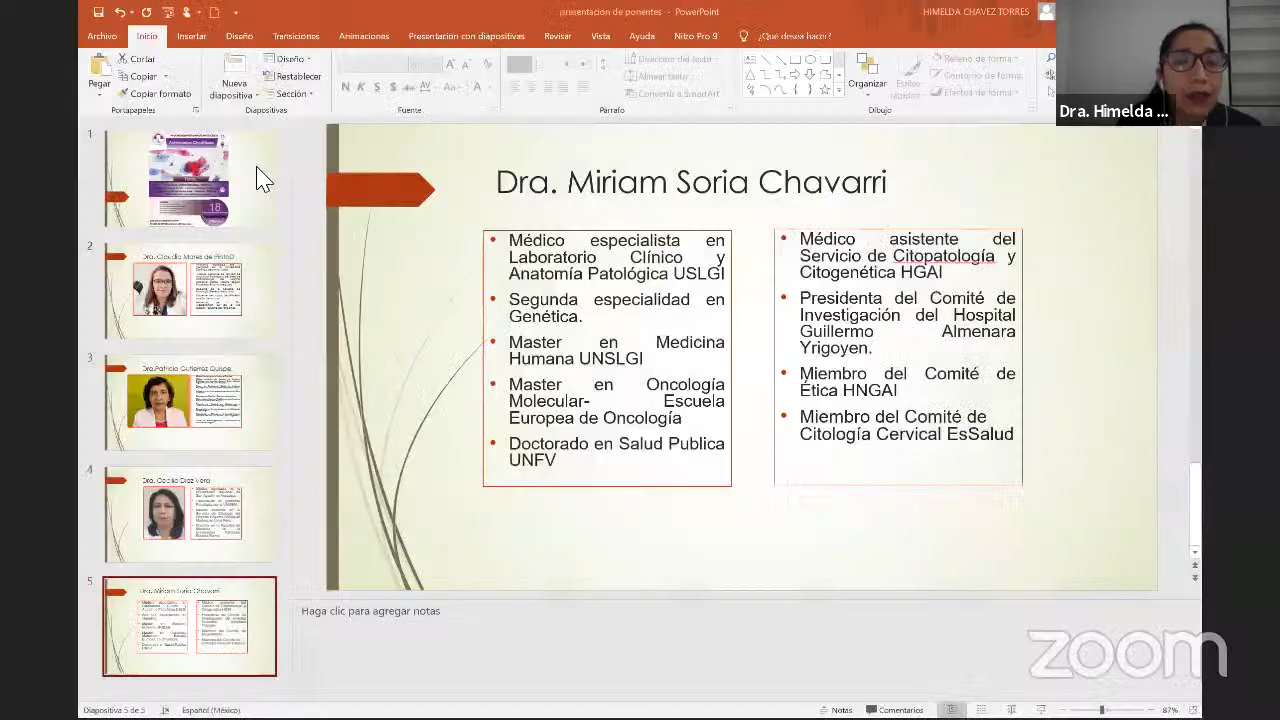 presentacion de ponentes - PowerPoint
HIMELDA CHAVEZ TORRES
Archivo Inicio Insertar Diseño Transiciones Animaciones Presentación con diapositivas Revisar Vista Ayuda Nitro Pro 9 ¿Qué desea hacer?
Pegar
Cortar
Copiar
Copiar formato
Portapapeles
Nueva
diapositiva
Diseño
Restablecer
Sección
Diapositivas
Fuente
Dirección del texto
Alinear texto
Convertir a SmartArt
Párrafo
Organizar
Estilos
rápidos
Dibujo
Relleno de forma
Contorno de forma
Efectos de forma
Dra. Himelda ...
1
18
2
3
Dra.Patricia Gutierrez Quispe.
4
Dra. Cecilia Diaz Vera
5
Dra. Miriam Soria Chavarri
Dra. Miriam Soria Chavarri
• Médico especialista en
Laboratorio Clínico y
Anatomía Patológica USLGI
• Segunda especialidad en
Genética.
• Master en Medicina
Humana UNSLGI
• Master en Oncología
Molecular- Escuela
Europea de Oncología
• Doctorado en Salud Publica
UNFV
• Médico asistente del
Servicio de Citopatología y
Citogenética HGAI
• Presidenta de Comité de
Investigación del Hospital
Guillermo Almenara
Yrigoyen.
• Miembro del Comité de
Ética HNGAI
• Miembro del Comité de
Citología Cervical EsSalud
Haga clic para agregar notas
zoom
Diapositiva 5 de 5
Español (México)
Notas
Comentarios
87%